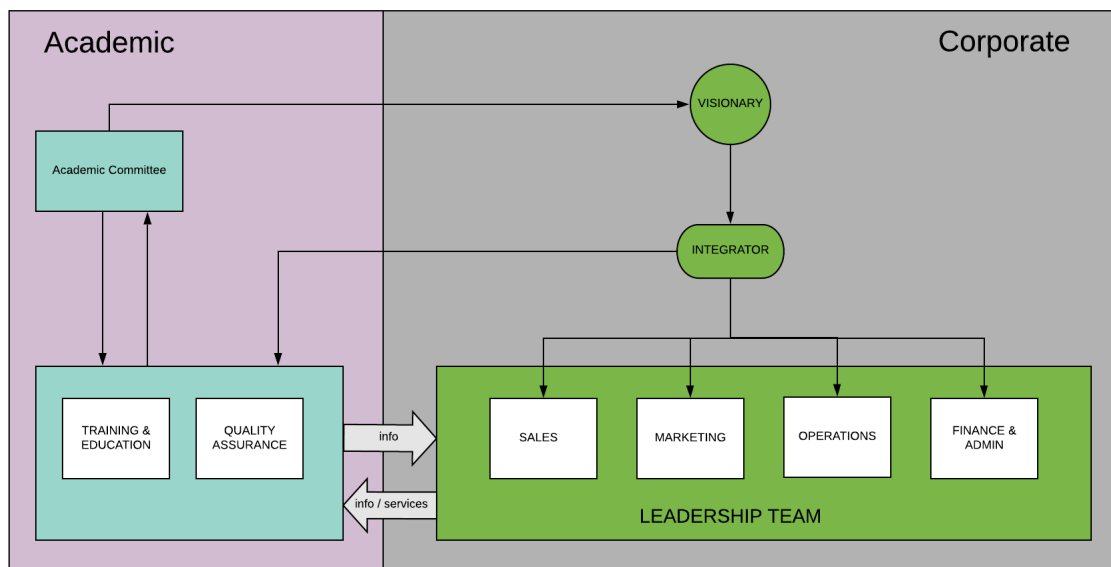 Academic
Corporate
VISIONARY
Academic Committee
INTEGRATOR
TRAINING &
EDUCATION
QUALITY
ASSURANCE
info
info / services
SALES
MARKETING
OPERATIONS
FINANCE &
ADMIN
LEADERSHIP TEAM